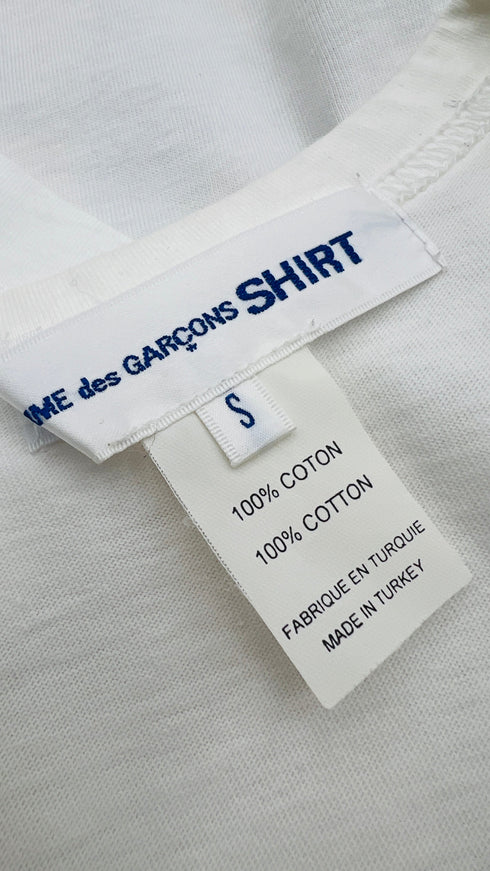 ME des GARÇONS SHIRT
S
100% COTON
100% COTTON
FABRIQUE EN TURQUIE
MADE IN TURKEY